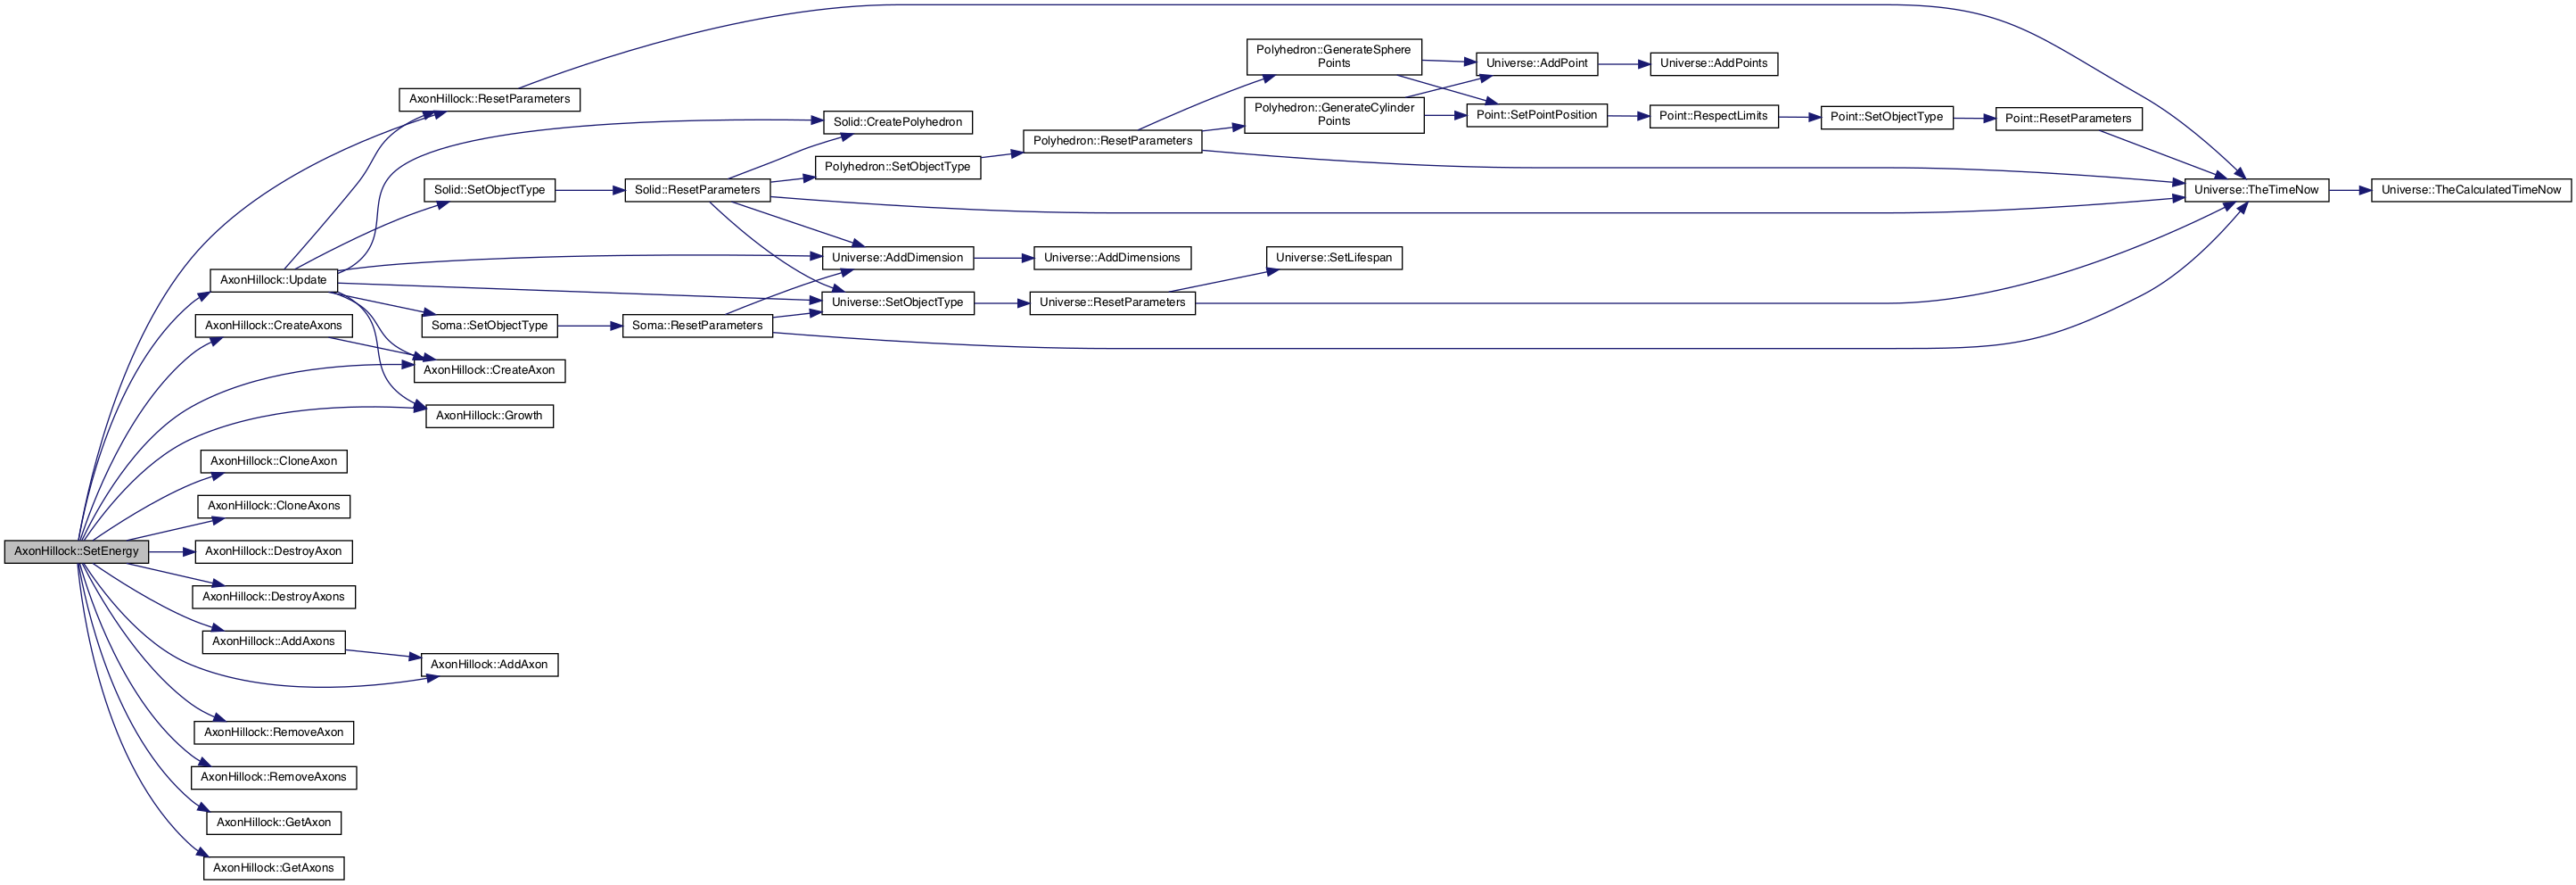 AxonHillock::SetEnergy
AxonHillock::ResetParameters
AxonHillock::Update
AxonHillock::CreateAxons
AxonHillock::CreateAxon
AxonHillock::Growth
AxonHillock::CloneAxon
AxonHillock::CloneAxons
AxonHillock::DestroyAxon
AxonHillock::DestroyAxons
AxonHillock::AddAxons
AxonHillock::AddAxon
AxonHillock::RemoveAxon
AxonHillock::RemoveAxons
AxonHillock::GetAxon
AxonHillock::GetAxons
Solid::SetObjectType
Soma::SetObjectType
Solid::ResetParameters
Soma::ResetParameters
Solid::CreatePolyhedron
Polyhedron::SetObjectType
Universe::AddDimension
Universe::SetObjectType
Polyhedron::ResetParameters
Universe::AddDimensions
Universe::ResetParameters
Polyhedron::GenerateSphere
Points
Polyhedron::GenerateCylinder
Points
Universe::SetLifespan
Universe::AddPoint
Point::SetPointPosition
Universe::AddPoints
Point::RespectLimits
Point::SetObjectType
Point::ResetParameters
Universe::TheTimeNow
Universe::TheCalculatedTimeNow